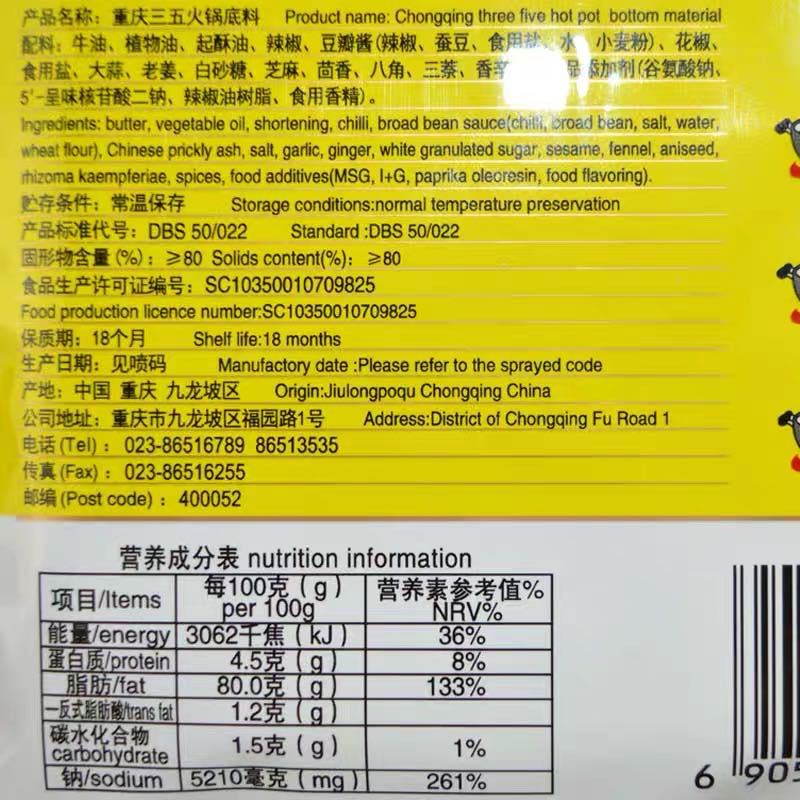 产品名称：重庆三五火锅底料 Product name: Chongqing three five hot pot bottom material
配料：牛油、植物油、起酥油、辣椒、豆瓣酱(辣椒、蚕豆、食用盐、水、小麦粉)、花椒、
食用盐、大蒜、老姜、白砂糖、芝麻、茴香、八角、三萘、香辛 品添加剂(谷氨酸钠、
5'-呈味核苷酸二钠、辣椒油树脂、食用香精)。
Ingredients: butter, vegetable oil, shortening, chilli, broad bean sauce(chilli, broad bean, salt, water,
wheat flour), Chinese prickly ash, salt, garlic, ginger, white granulated sugar, sesame, fennel, aniseed,
rhizoma kaempferiae, spices, food additives(MSG, I+G, paprika oleoresin, food flavoring).
贮存条件：常温保存 Storage conditions:normal temperature preservation
产品标准代号：DBS 50/022 Standard :DBS 50/022
固形物含量(%)：≥80 Solids content(%)：≥80
食品生产许可证编号：SC10350010709825
Food production licence number:SC10350010709825
保质期：18个月 Shelf life:18 months
生产日期：见喷码 Manufactory date :Please refer to the sprayed code
产地：中国 重庆 九龙坡区 Origin:Jiulongpoqu Chongqing China
公司地址：重庆市九龙坡区福园路1号 Address:District of Chongqing Fu Road 1
电话(Tel)：023-86516789 86513535
传真(Fax)：023-86516255
邮编(Post code)：400052
营养成分表 nutrition information
项目/Items 每100克(g) per 100g 营养素参考值% NRV%
能量/energy 3062千焦(kJ) 36%
蛋白质/protein 4.5克(g) 8%
脂肪/fat 80.0克(g) 133%
一反式脂肪酸/trans fat 1.2克(g)
碳水化合物 carbohydrate 1.5克(g) 1%
钠/sodium 5210毫克(mg) 261%
6 905